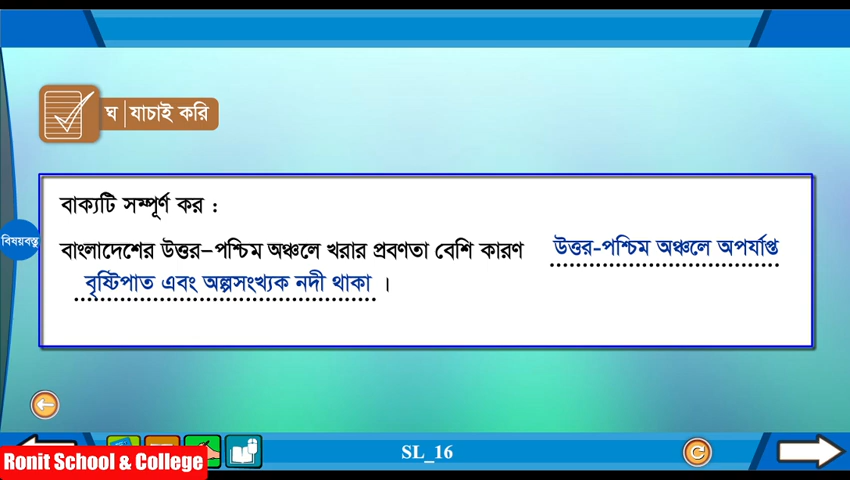 ঘ | যাচাই করি
বাক্যটি সম্পূর্ণ কর :
বাংলাদেশের উত্তর–পশ্চিম অঞ্চলে খরার প্রবণতা বেশি কারণ উত্তর-পশ্চিম অঞ্চলে অপর্যাপ্ত
বৃষ্টিপাত এবং অল্পসংখ্যক নদী থাকা ।
বিষয়বস্তু
SL_16
Ronit School & College